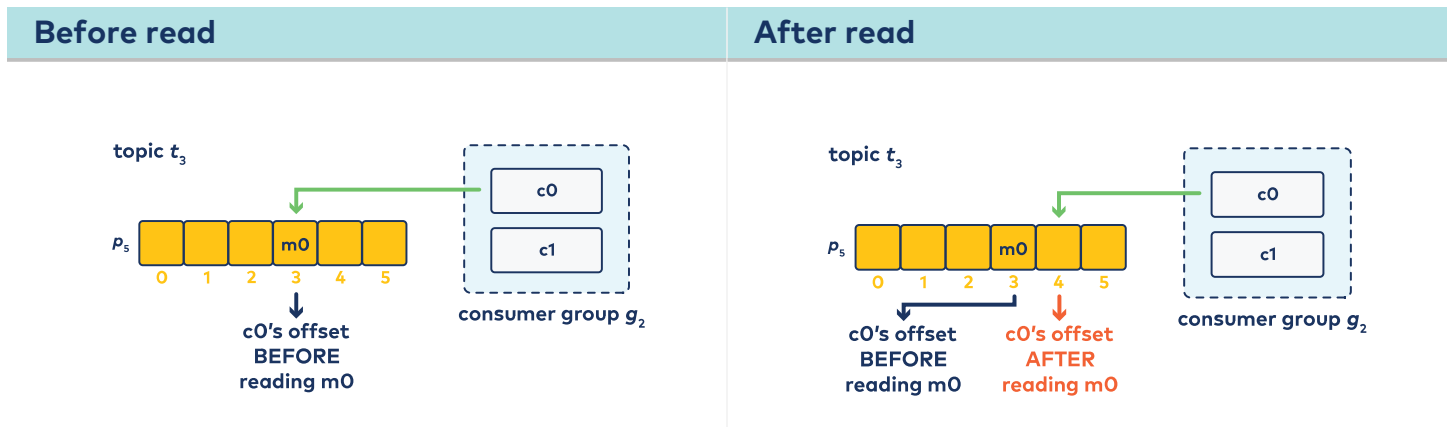 Before read
After read
topic t3
c0
p5
m0
c1
0 1 2 3 4 5
consumer group g2
c0's offset
BEFORE
reading m0
topic t3
c0
p5
m0
c1
0 1 2 3 4 5
consumer group g2
c0's offset
BEFORE
reading m0
c0's offset
AFTER
reading m0